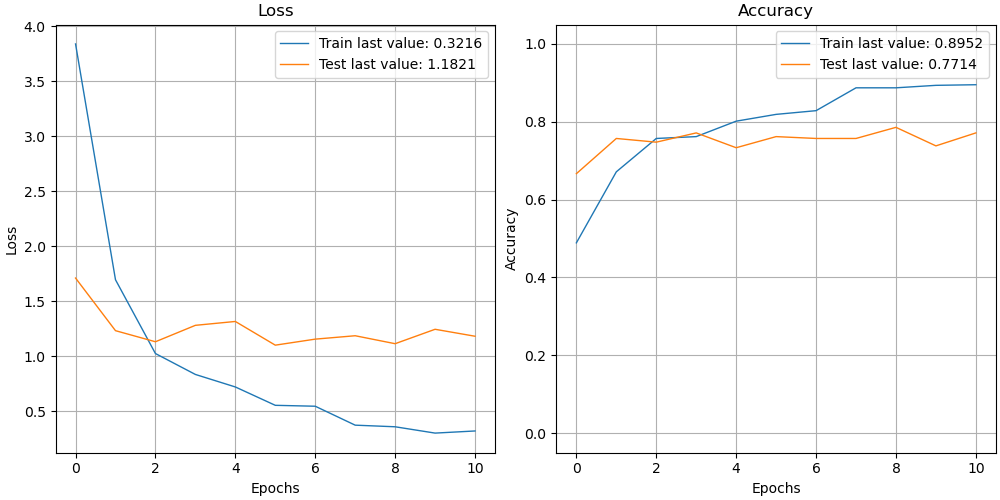 Loss
Train last value: 0.3216
Test last value: 1.1821
4.0
3.5
3.0
2.5
2.0
1.5
1.0
0.5
0 2 4 6 8 10
Epochs
Loss
Accuracy
Train last value: 0.8952
Test last value: 0.7714
1.0
0.8
0.6
0.4
0.2
0.0
0 2 4 6 8 10
Epochs
Accuracy